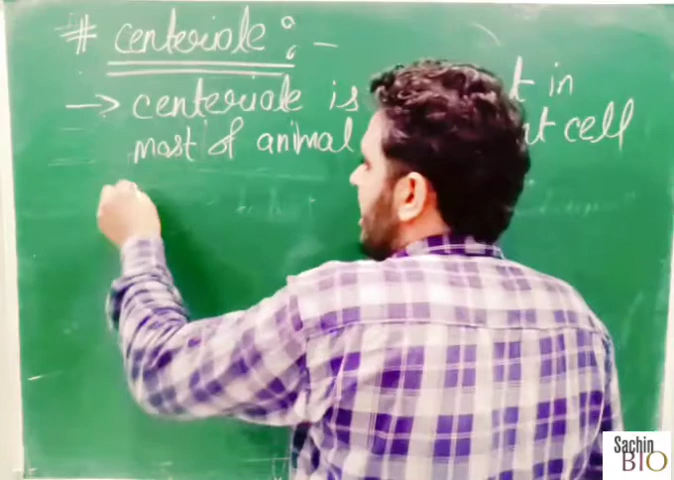 # centeriole :-
→ centeriole is t in
most of animal cell
Sachin
BIO